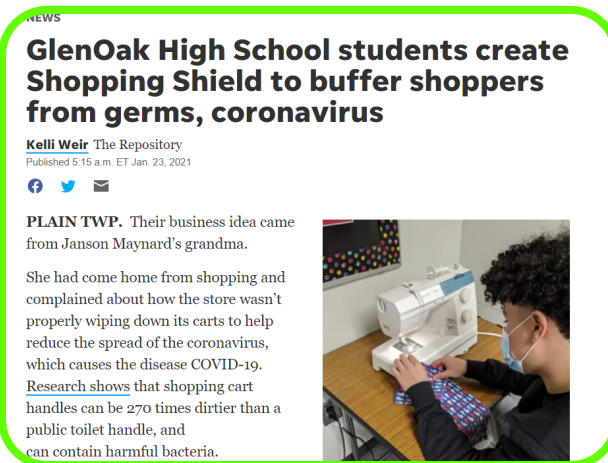 NEWS
GlenOak High School students create
Shopping Shield to buffer shoppers
from germs, coronavirus
Kelli Weir The Repository
Published 5:15 a.m. ET Jan. 23, 2021
PLAIN TWP. Their business idea came
from Janson Maynard's grandma.
She had come home from shopping and
complained about how the store wasn't
properly wiping down its carts to help
reduce the spread of the coronavirus,
which causes the disease COVID-19.
Research shows that shopping cart
handles can be 270 times dirtier than a
public toilet handle, and
can contain harmful bacteria.